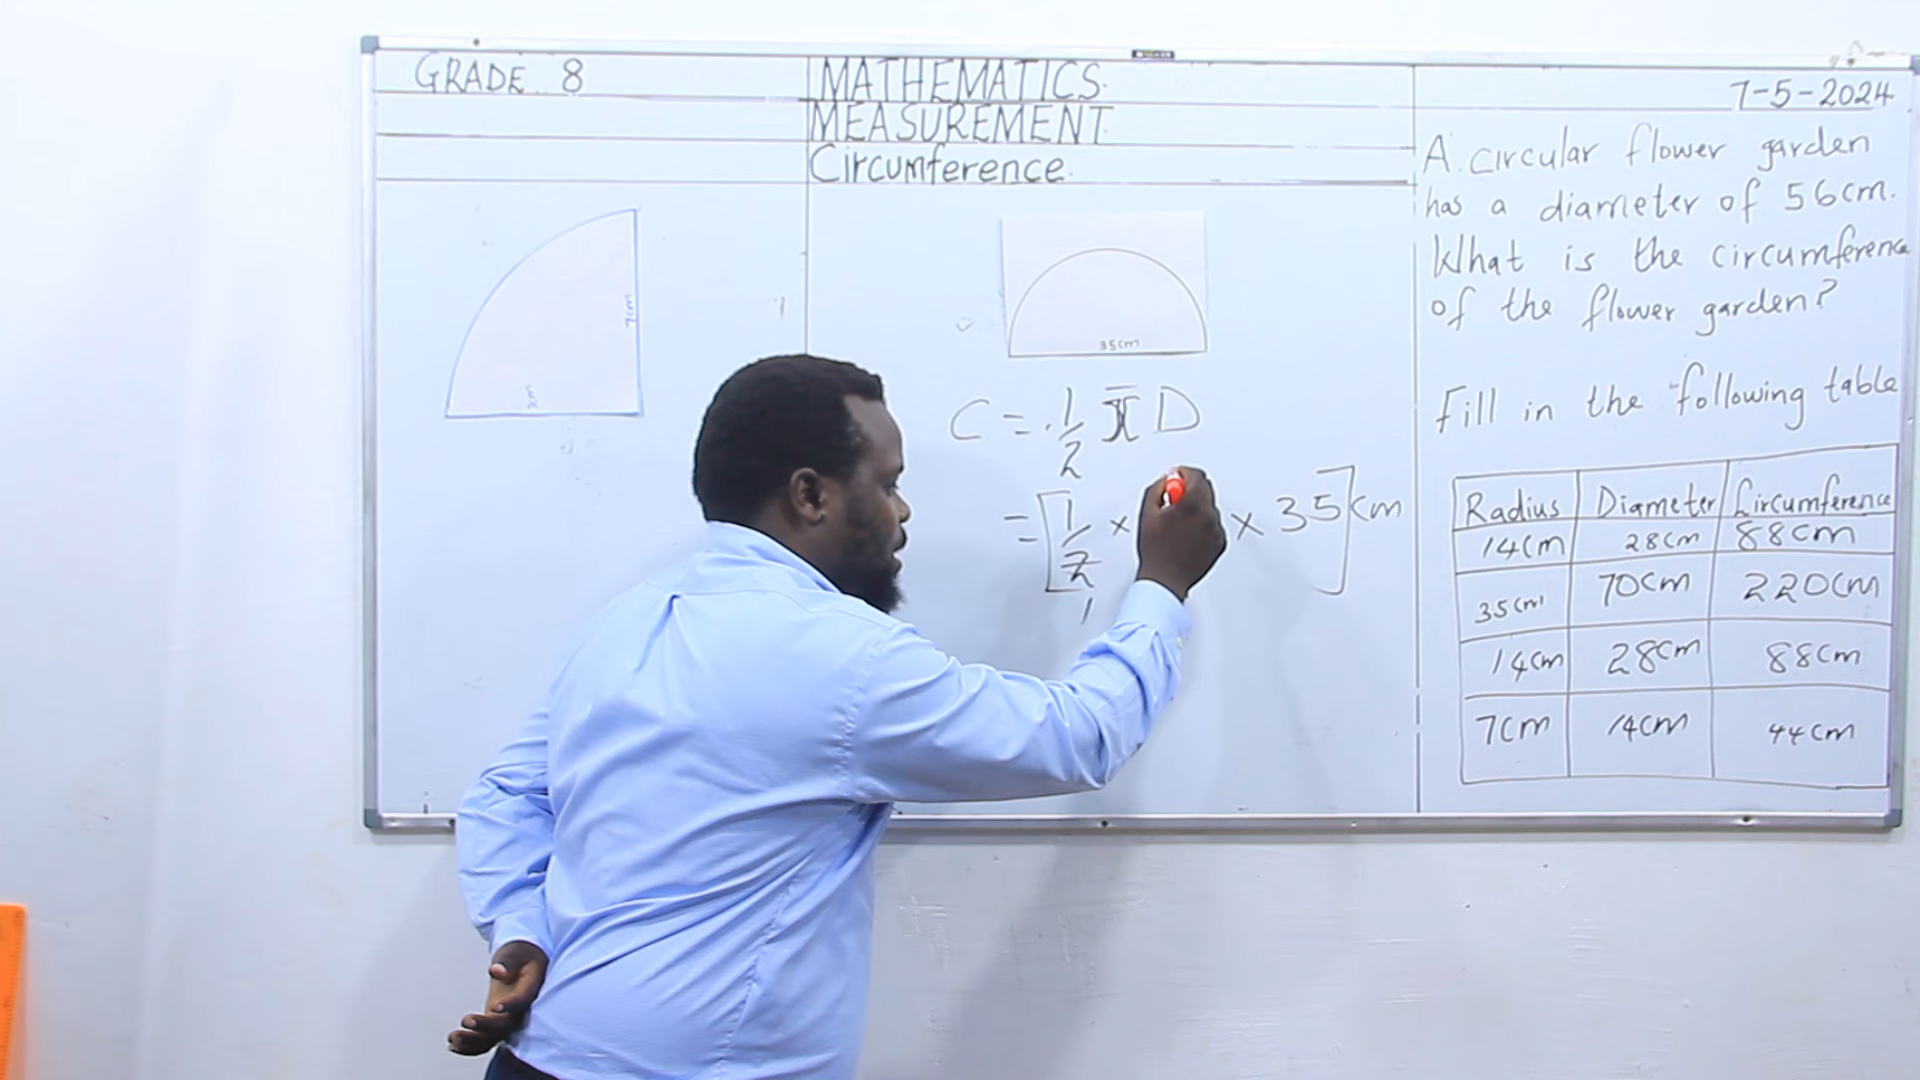 GRADE 8
MATHEMATICS.
MEASUREMENT.
Circumference.
7-5-2024
7cm
35cm
C = 1/2 π D
= [1/2 × × 35] cm
1
A circular flower garden
has a diameter of 56cm.
What is the circumference
of the flower garden?
Fill in the following table
Radius Diameter Circumference
14cm 28cm 88cm
35cm 70cm 220cm
14cm 28cm 88cm
7cm 14cm 44cm